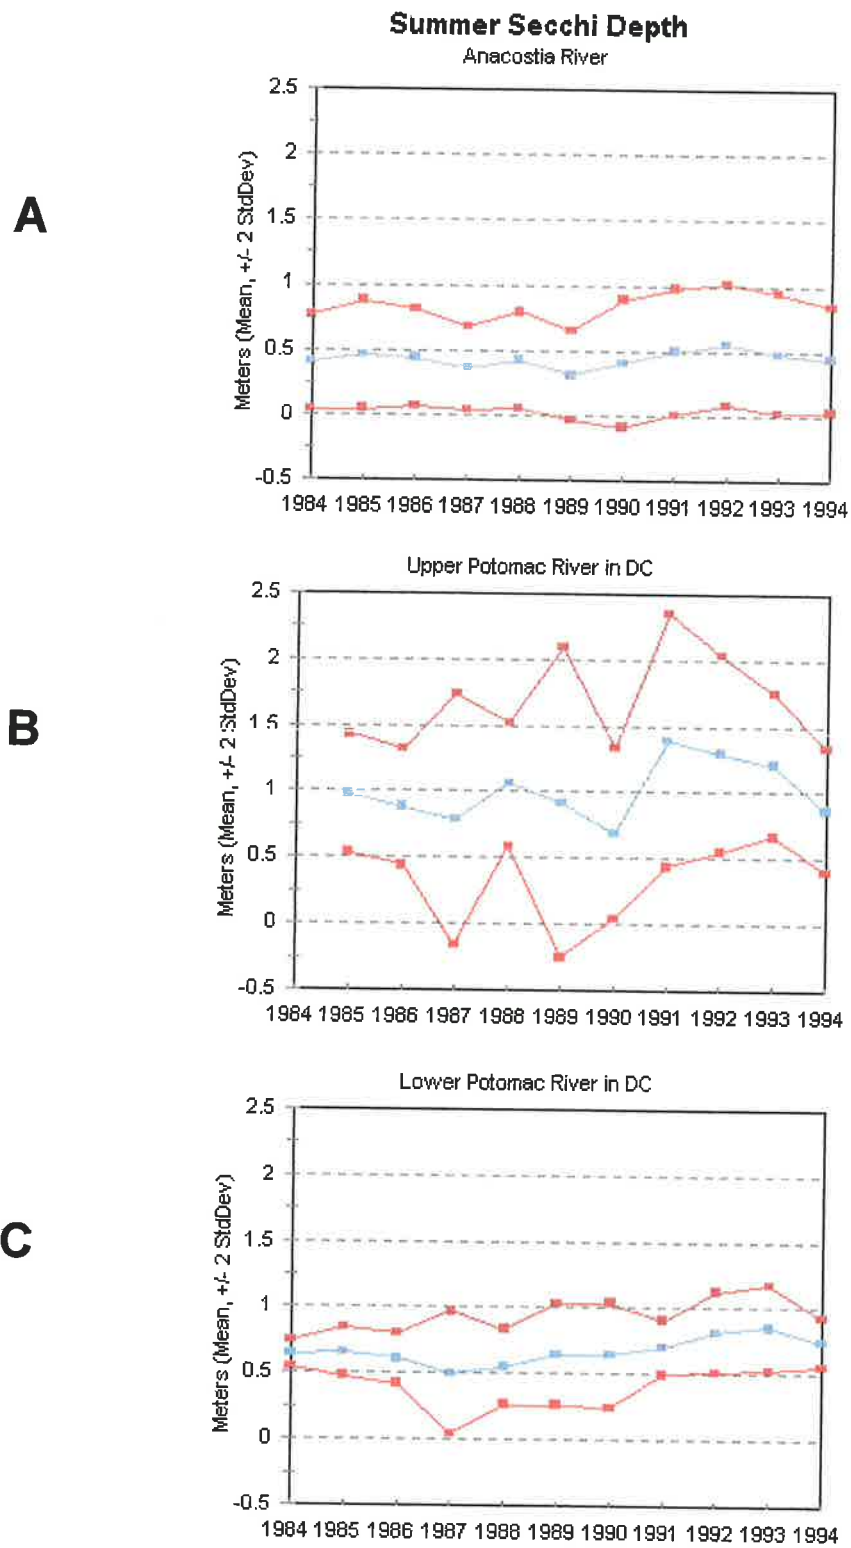 Summer Secchi Depth
Anacostia River
A
Meters (Mean, +/- 2 StdDev)
2.5
2
1.5
1
0.5
0
-0.5
1984 1985 1986 1987 1988 1989 1990 1991 1992 1993 1994
Upper Potomac River in DC
B
Meters (Mean, +/- 2 StdDev)
2.5
2
1.5
1
0.5
0
-0.5
1984 1985 1986 1987 1988 1989 1990 1991 1992 1993 1994
Lower Potomac River in DC
C
Meters (Mean, +/- 2 StdDev)
2.5
2
1.5
1
0.5
0
-0.5
1984 1985 1986 1987 1988 1989 1990 1991 1992 1993 1994